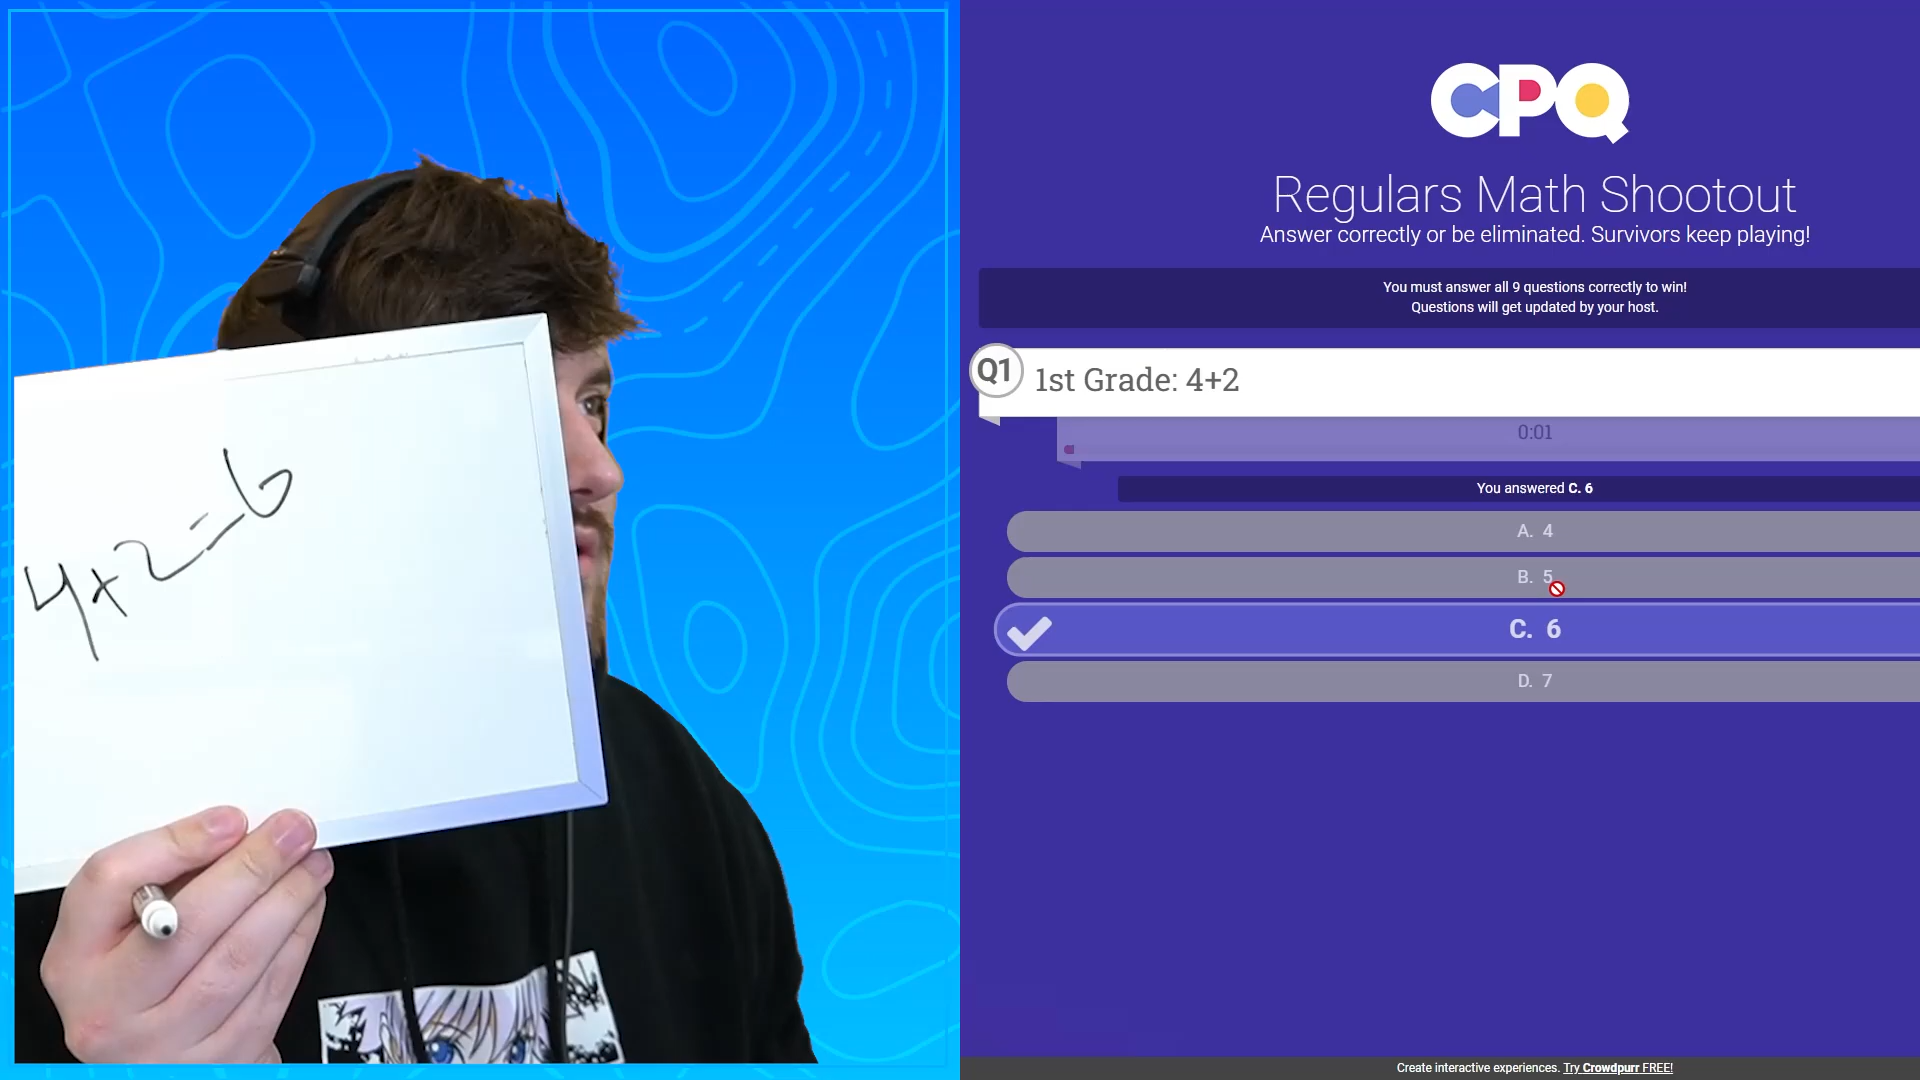 4+2=6
CPQ
Regulars Math Shootout
Answer correctly or be eliminated. Survivors keep playing!
You must answer all 9 questions correctly to win!
Questions will get updated by your host.
Q1
1st Grade: 4+2
0:01
You answered C. 6
A. 4
B. 5
C. 6
D. 7
Create interactive experiences. Try Crowdpurr FREE!